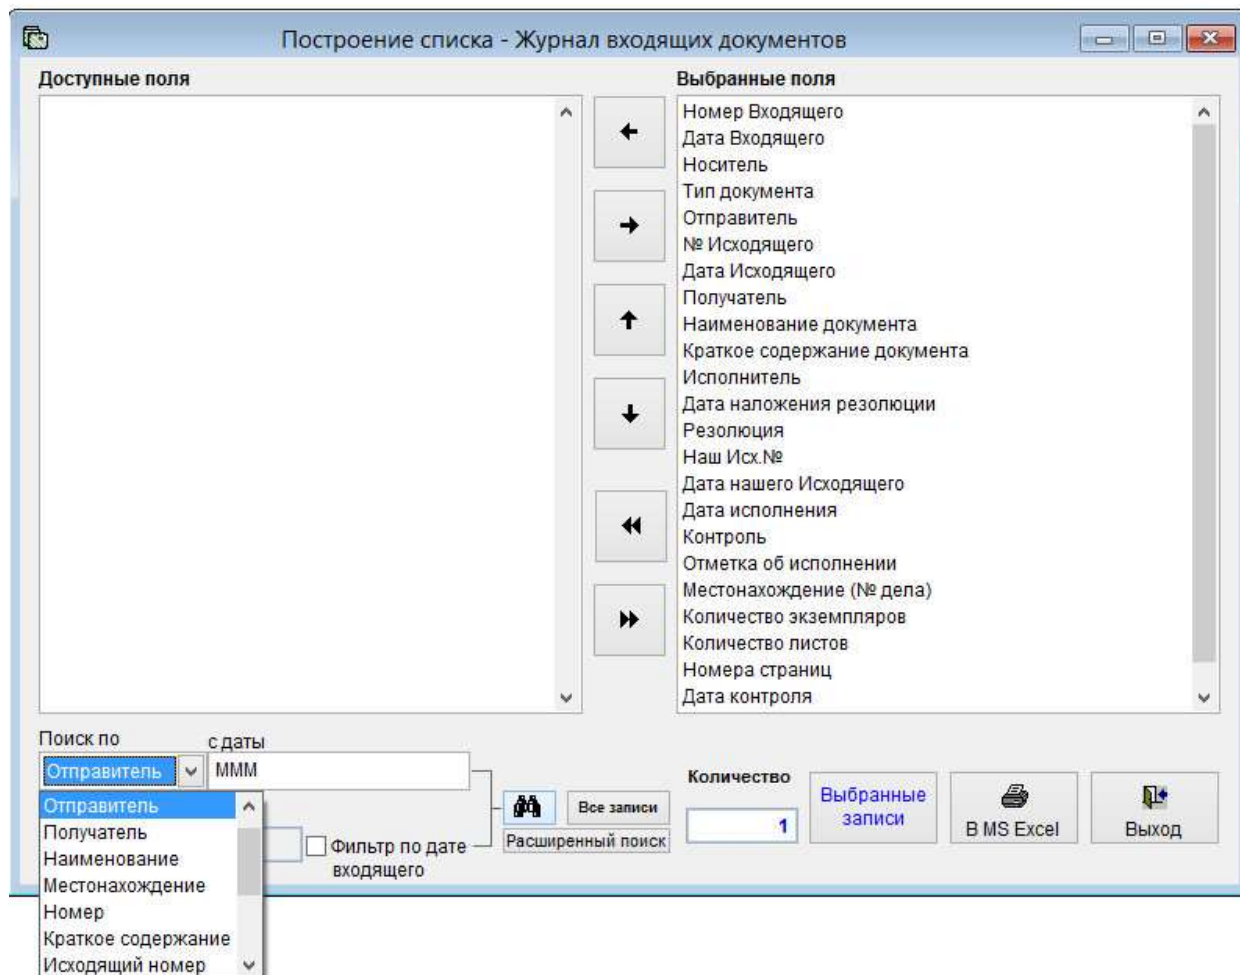 Построение списка - Журнал входящих документов
Доступные поля
Выбранные поля
Номер Входящего
Дата Входящего
Носитель
Тип документа
Отправитель
№ Исходящего
Дата Исходящего
Получатель
Наименование документа
Краткое содержание документа
Исполнитель
Дата наложения резолюции
Резолюция
Наш Исх.№
Дата нашего Исходящего
Дата исполнения
Контроль
Отметка об исполнении
Местонахождение (№ дела)
Количество экземпляров
Количество листов
Номера страниц
Дата контроля
Поиск по
с даты
Отправитель
МММ
Отправитель
Получатель
Наименование
Местонахождение
Номер
Краткое содержание
Исходящий номер
Фильтр по дате
входящего
Все записи
Расширенный поиск
Количество
1
Выбранные
записи
В MS Excel
Выход